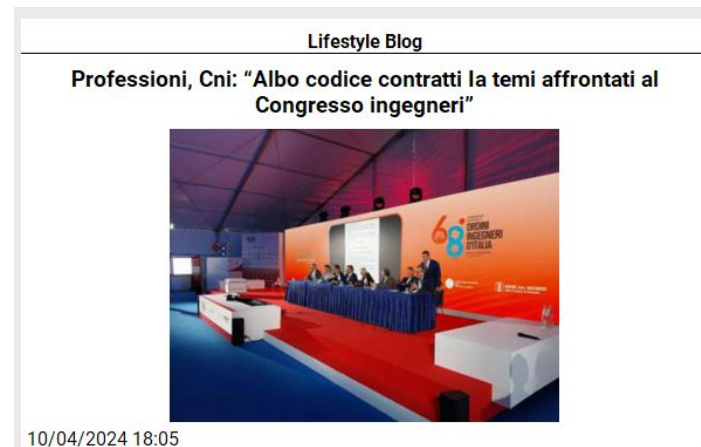 Lifestyle Blog
Professioni, Cni: “Albo codice contratti Ia temi affrontati al
Congresso ingegneri”
68°
ORDINI
INGEGNERI
D'ITALIA
10/04/2024 18:05